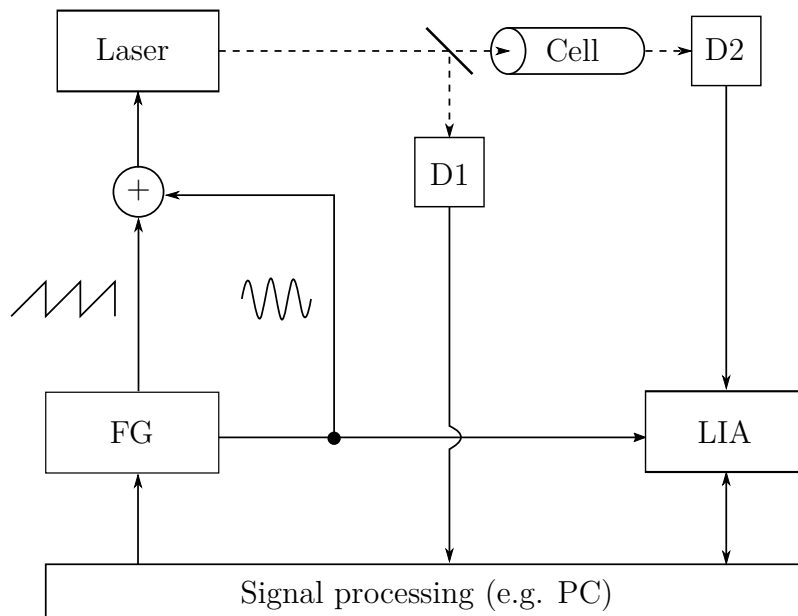 Laser
Cell
D2
D1
+
FG
LIA
Signal processing (e.g. PC)